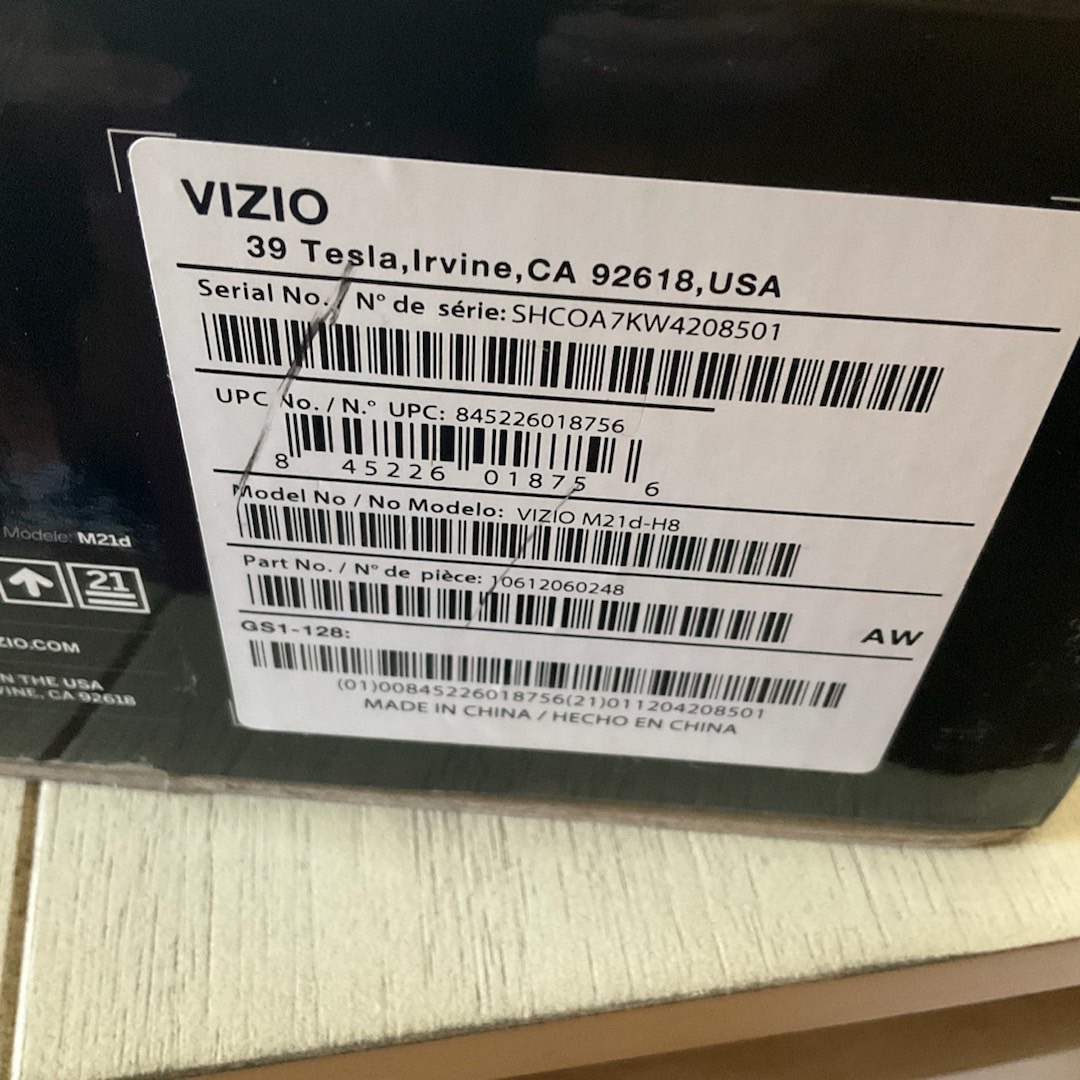 VIZIO
39 Tesla,Irvine,CA 92618,USA
Serial No. / N° de série: SHCOA7KW4208501
UPC No. / N.° UPC: 845226018756
8 45226 01875 6
Model No / No Modelo: VIZIO M21d-H8
Part No. / N° de pièce: 10612060248
AW
GS1-128:
(01)00845226018756(21)011204208501
MADE IN CHINA / HECHO EN CHINA
Modele: M21d
21
ZIO.COM
N THE USA
VINE, CA 92618